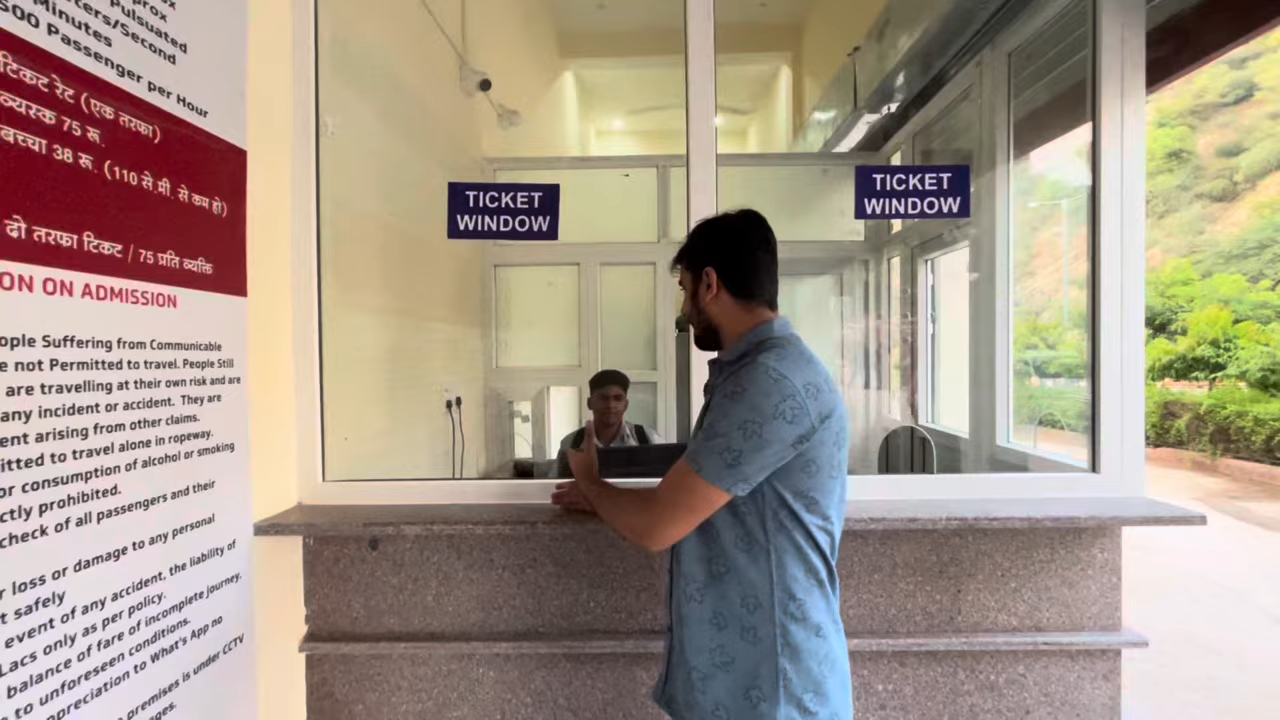 prox
Pulsuated
ters/Second
Minutes
500 Passenger per Hour
टिकट रेट (एक तरफा)
व्यस्क 75 रू.
बच्चा 38 रू. (110 से.मी. से कम हो)
दो तरफा टिकट / 75 प्रति व्यक्ति
ON ON ADMISSION
ople Suffering from Communicable
e not Permitted to travel. People Still
are travelling at their own risk and are
any incident or accident. They are
ent arising from other claims.
itted to travel alone in ropeway.
or consumption of alcohol or smoking
ctly prohibited.
check of all passengers and their
r loss or damage to any personal
t safely
event of any accident, the liability of
Lacs only as per policy.
balance of fare of incomplete journey.
to unforeseen conditions.
preciation to What's App no
premises is under CCTV
ges.
TICKET
WINDOW
TICKET
WINDOW